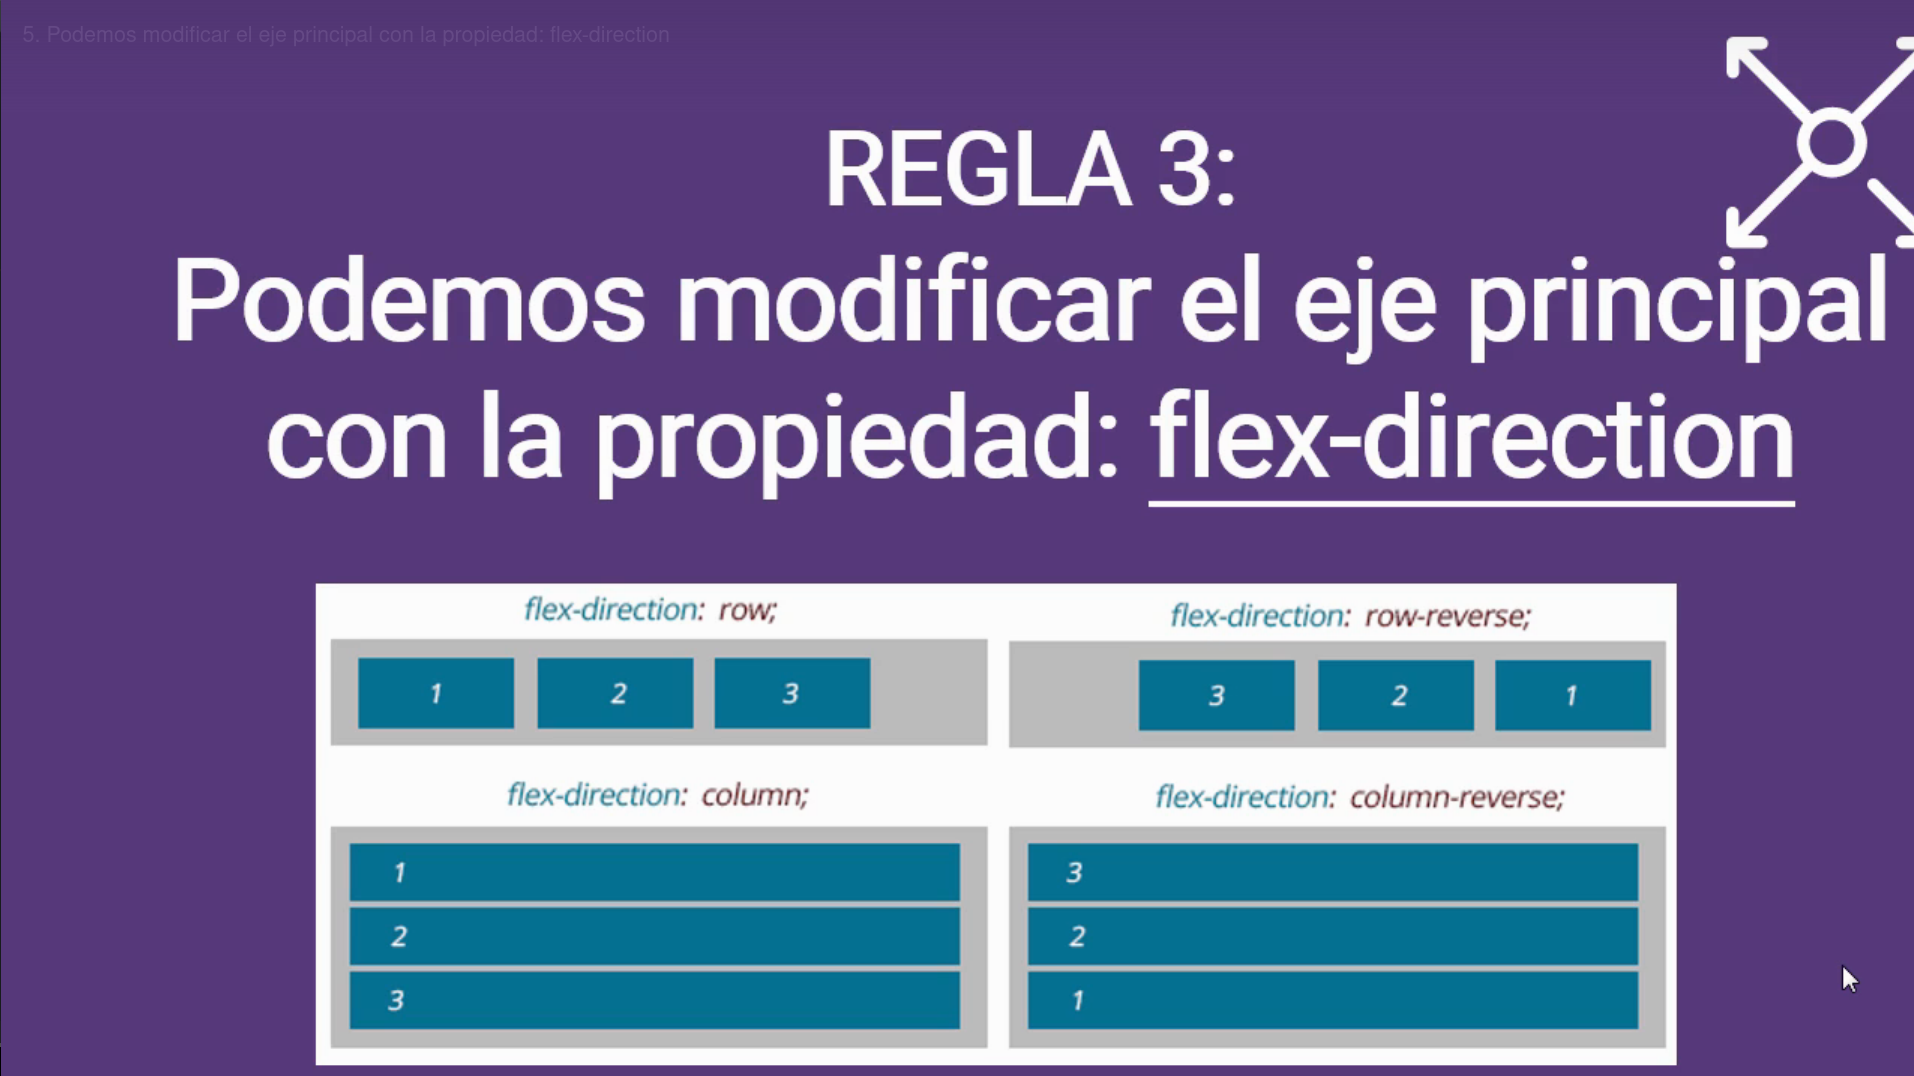 5. Podemos modificar el eje principal con la propiedad: flex-direction
REGLA 3:
Podemos modificar el eje principal
con la propiedad: flex-direction
flex-direction: row;
1 2 3
flex-direction: row-reverse;
3 2 1
flex-direction: column;
1
2
3
flex-direction: column-reverse;
3
2
1